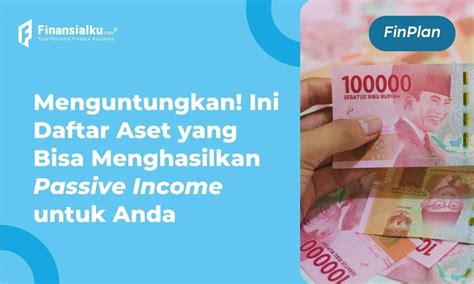 Finansialku.com®
Your Personal Finance Assistant
FinPlan
Menguntungkan! Ini
Daftar Aset yang
Bisa Menghasilkan
Passive Income
untuk Anda
100000
SERATUS RIBU RUPIAH